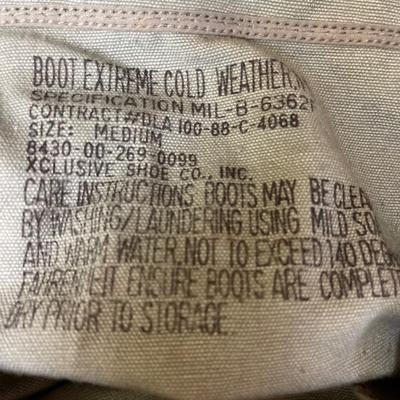 BOOT EXTREME COLD WEATHER,
SPECIFICATION MIL-B-6362
CONTRACT#DLA 100-88-C-4068
SIZE: MEDIUM
8430-00-269-0099
XCLUSIVE SHOE CO., INC.
CARE INSTRUCTIONS. BOOTS MAY BE CLEA
BY WASHING/LAUNDERING USING MILD SO
AND WARM WATER, NOT TO EXCEED 140 DEG
FAHRENHEIT ENSURE BOOTS ARE COMPLET
DRY PRIOR TO STORAGE.